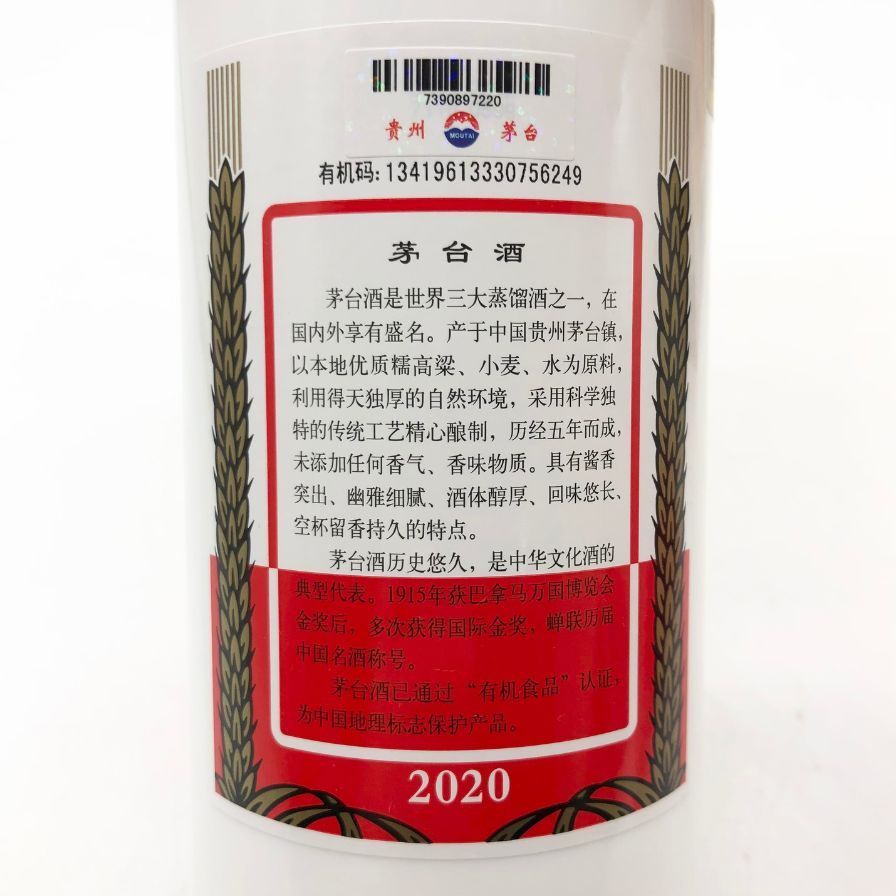 7390897220
贵州 MOUTAI 茅台
有机码:13419613330756249
茅台酒
茅台酒是世界三大蒸馏酒之一，在
国内外享有盛名。产于中国贵州茅台镇，
以本地优质糯高粱、小麦、水为原料，
利用得天独厚的自然环境，采用科学独
特的传统工艺精心酿制，历经五年而成，
未添加任何香气、香味物质。具有酱香
突出、幽雅细腻、酒体醇厚、回味悠长、
空杯留香持久的特点。
茅台酒历史悠久，是中华文化酒的
典型代表。1915年获巴拿马万国博览会
金奖后，多次获得国际金奖，蝉联历届
中国名酒称号。
茅台酒已通过“有机食品”认证，
为中国地理标志保护产品。
2020